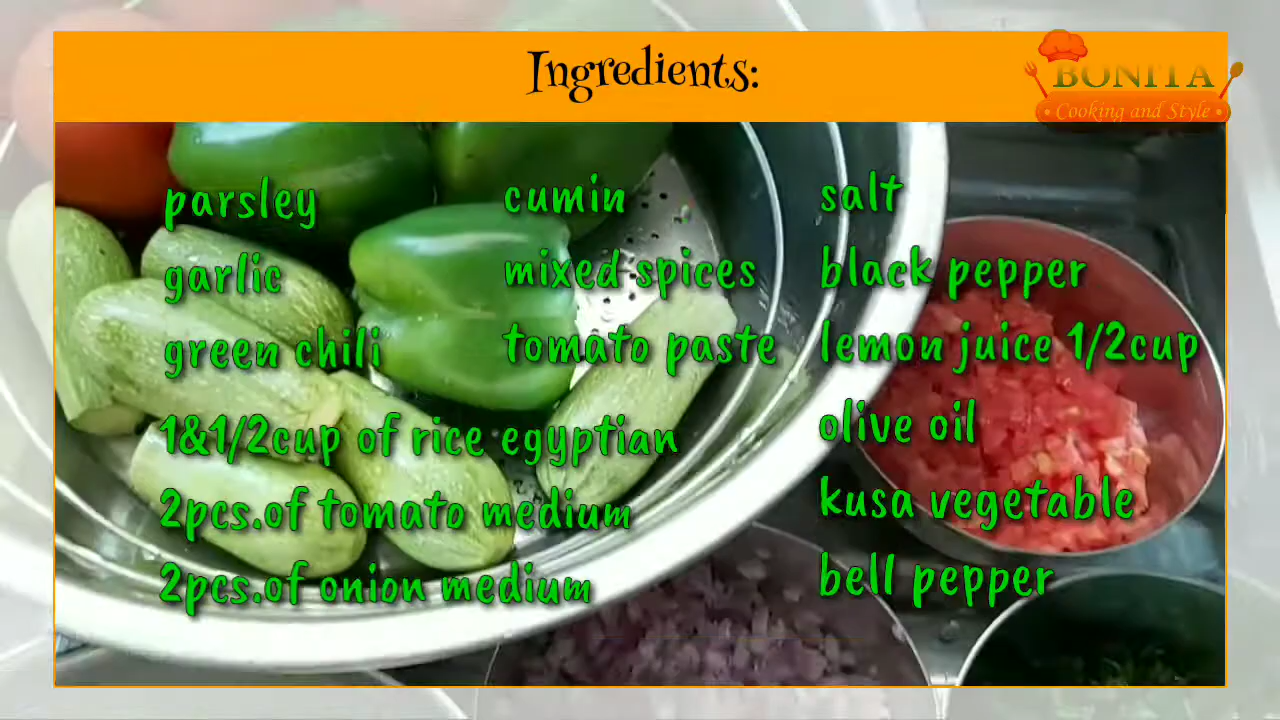 Ingredients:
BONITA
• Cooking and Style •
parsley
garlic
green chili
1&1/2cup of rice egyptian
2pcs.of tomato medium
2pcs.of onion medium
cumin
mixed spices
tomato paste
salt
black pepper
lemon juice 1/2cup
olive oil
kusa vegetable
bell pepper